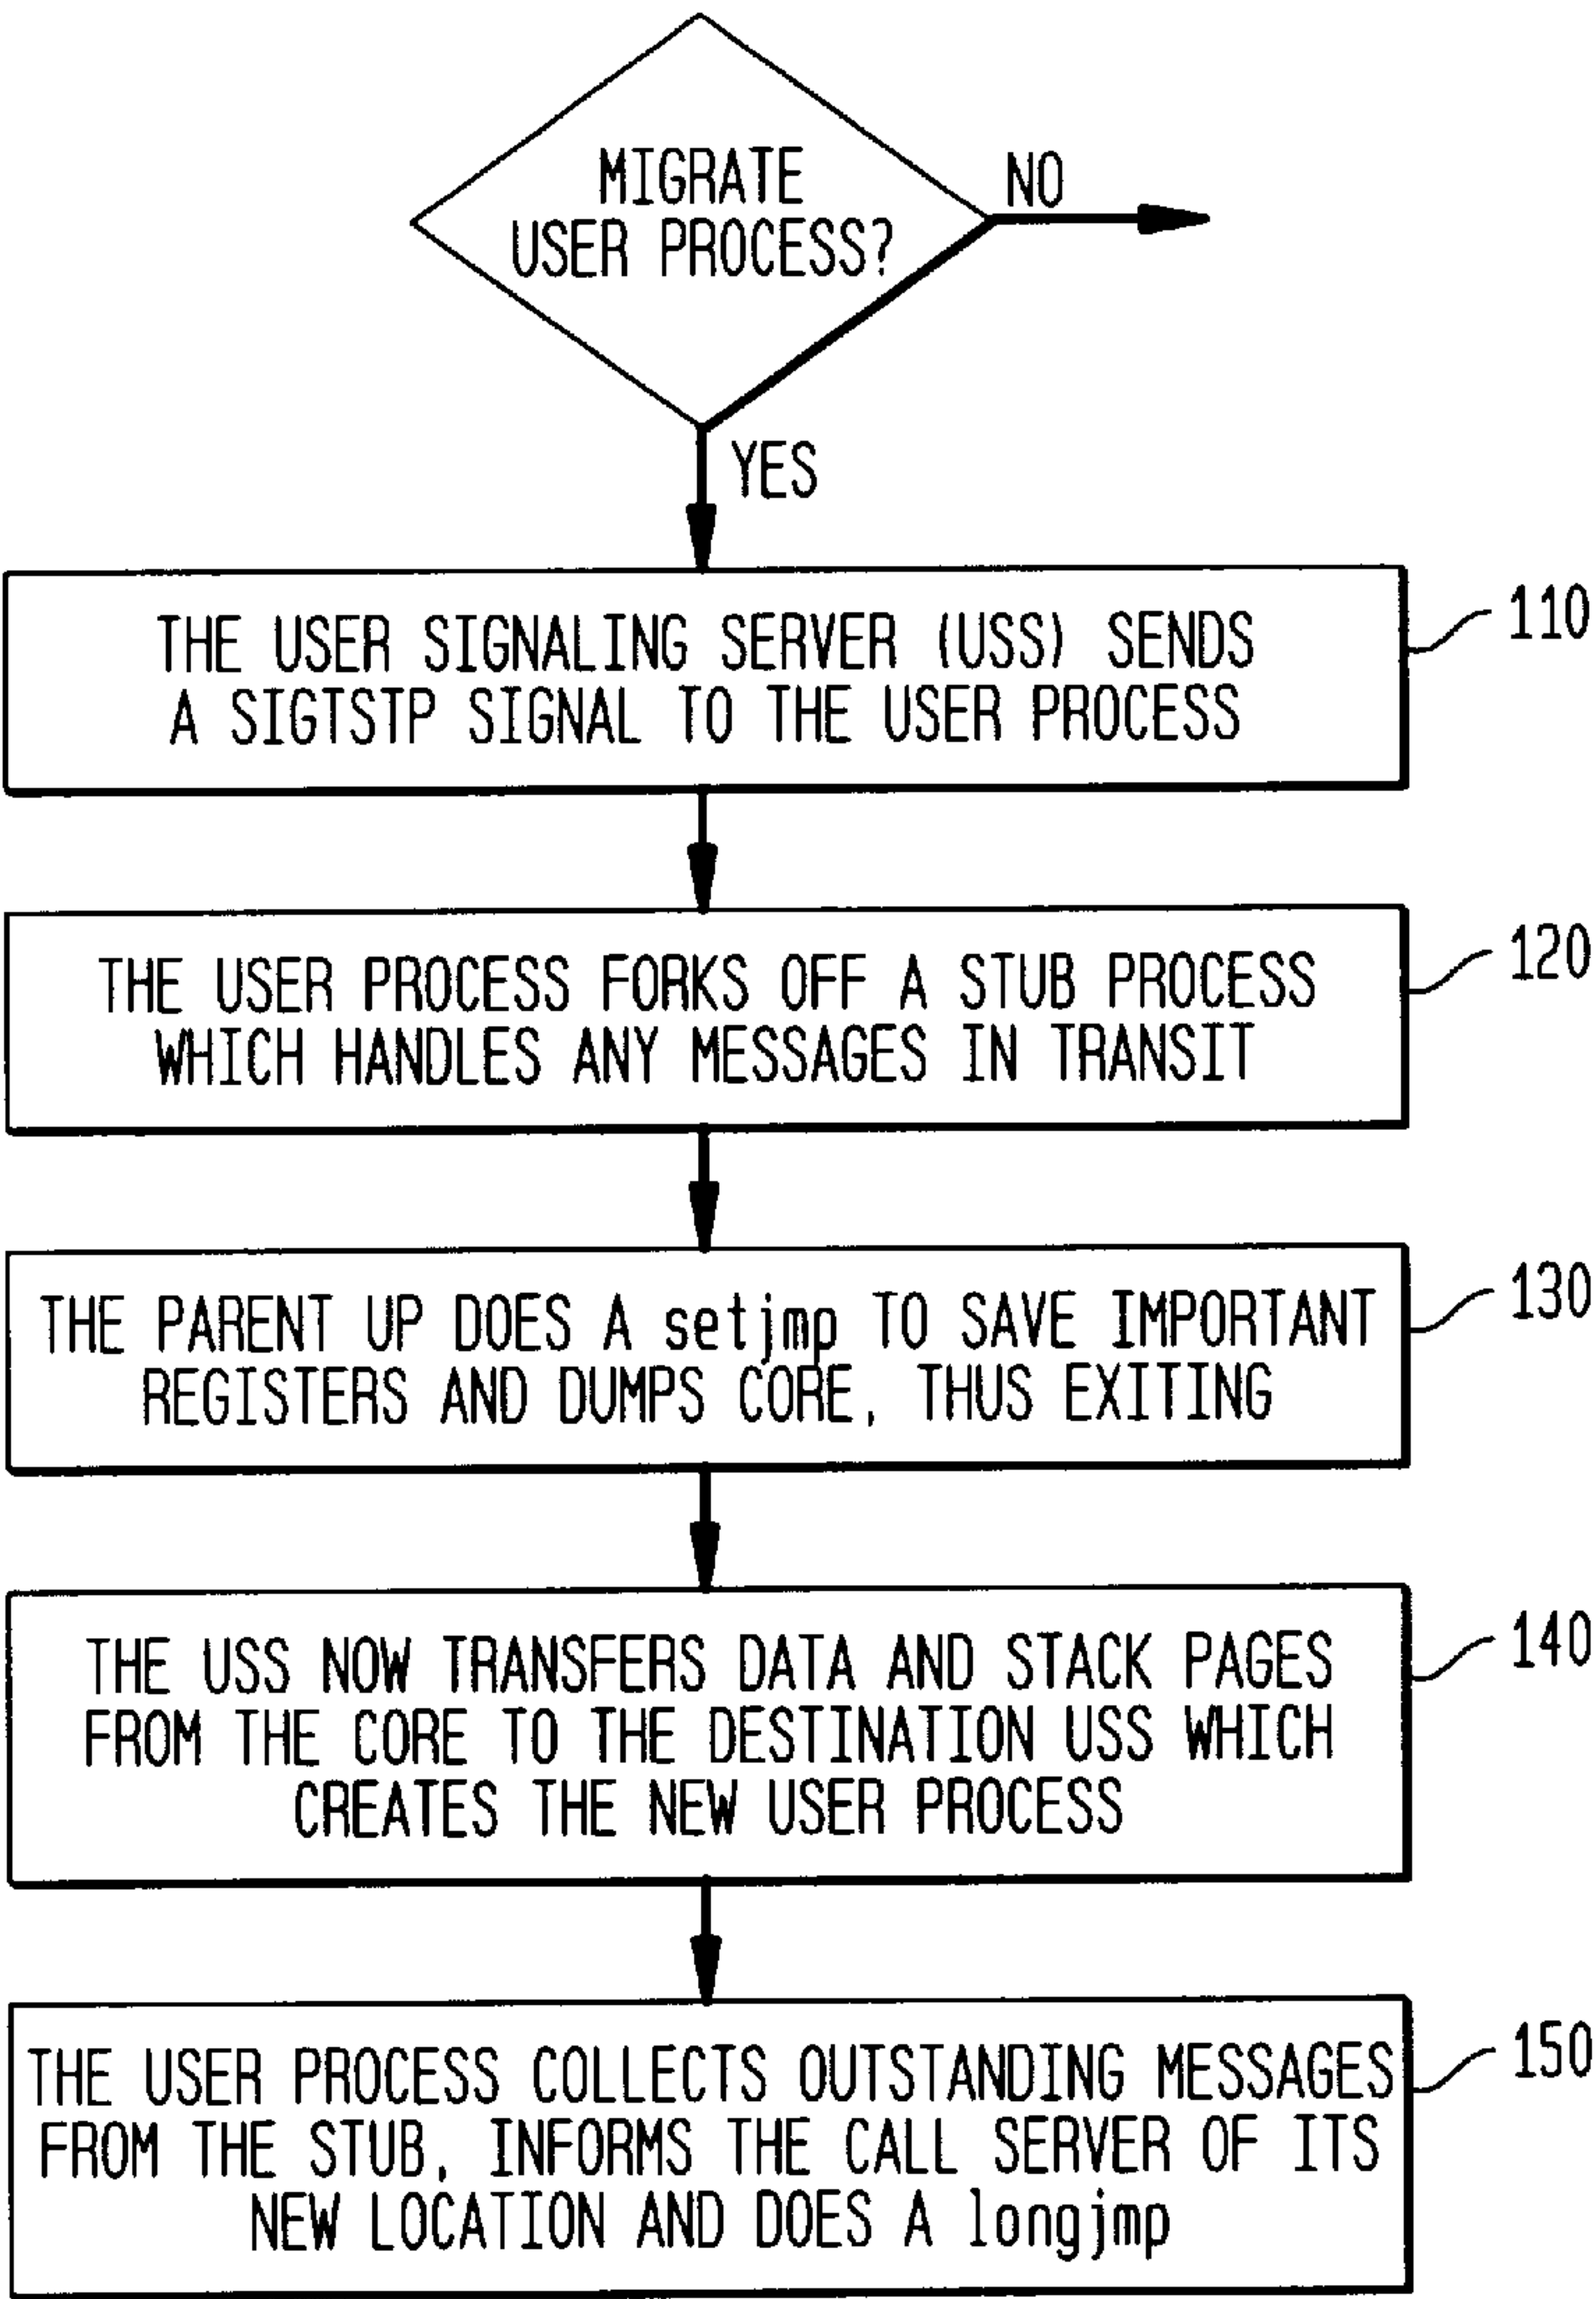 MIGRATE
USER PROCESS?
NO
YES
THE USER SIGNALING SERVER (USS) SENDS
A SIGTSTP SIGNAL TO THE USER PROCESS
110
THE USER PROCESS FORKS OFF A STUB PROCESS
WHICH HANDLES ANY MESSAGES IN TRANSIT
120
THE PARENT UP DOES A setjmp TO SAVE IMPORTANT
REGISTERS AND DUMPS CORE, THUS EXITING
130
THE USS NOW TRANSFERS DATA AND STACK PAGES
FROM THE CORE TO THE DESTINATION USS WHICH
CREATES THE NEW USER PROCESS
140
THE USER PROCESS COLLECTS OUTSTANDING MESSAGES
FROM THE STUB, INFORMS THE CALL SERVER OF ITS
NEW LOCATION AND DOES A longjmp
150